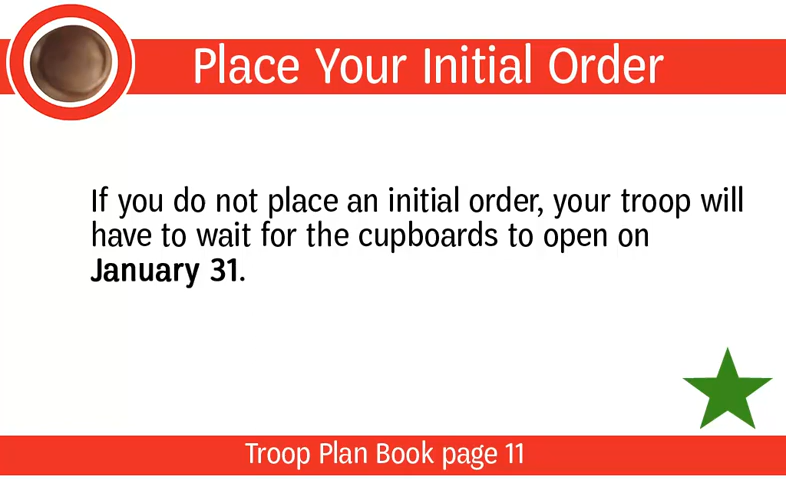 Place Your Initial Order
If you do not place an initial order, your troop will
have to wait for the cupboards to open on
January 31.
Troop Plan Book page 11